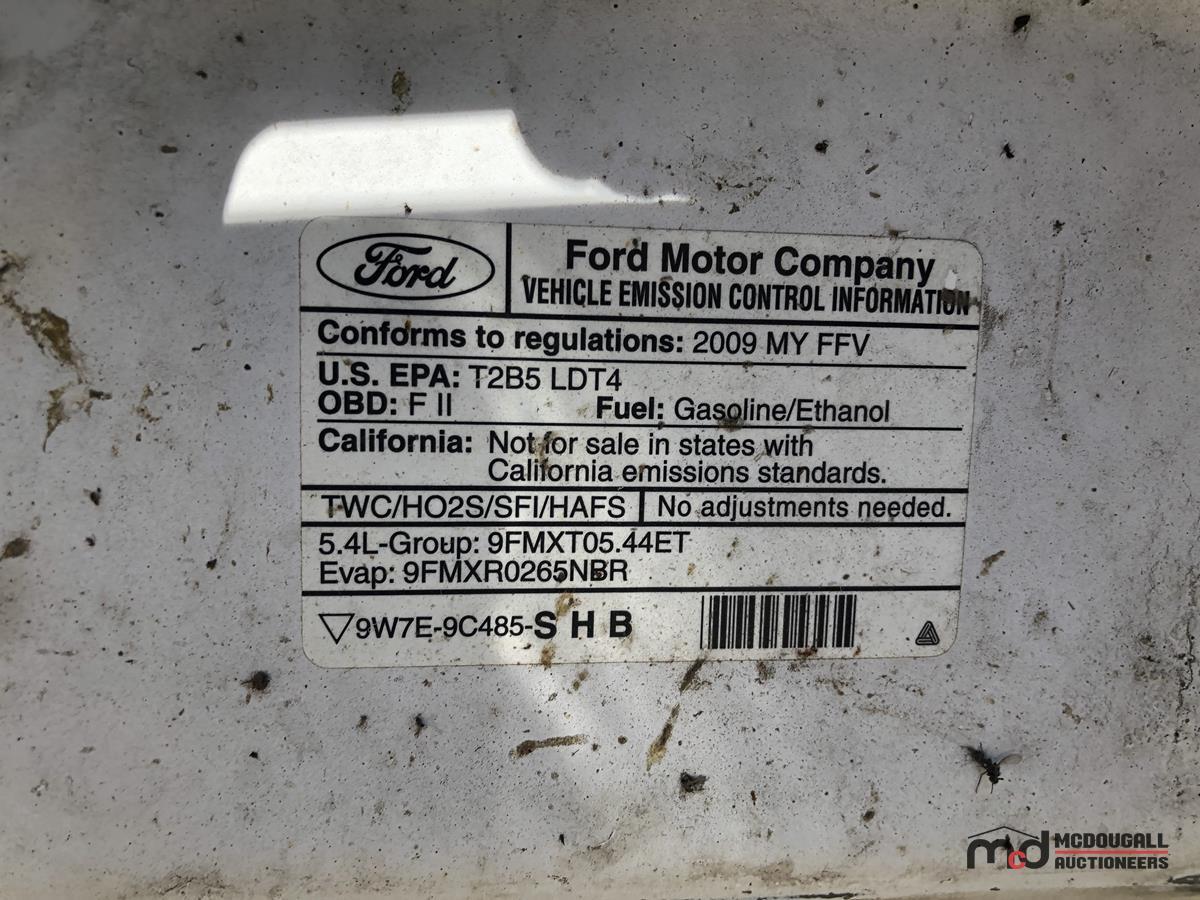 Ford
Ford Motor Company
VEHICLE EMISSION CONTROL INFORMATION
Conforms to regulations: 2009 MY FFV
U.S. EPA: T2B5 LDT4
OBD: F II Fuel: Gasoline/Ethanol
California: Not for sale in states with
California emissions standards.
TWC/HO2S/SFI/HAFS No adjustments needed.
5.4L-Group: 9FMXT05.44ET
Evap: 9FMXR0265NBR
9W7E-9C485-S H B
mcd MCDOUGALL
AUCTIONEERS